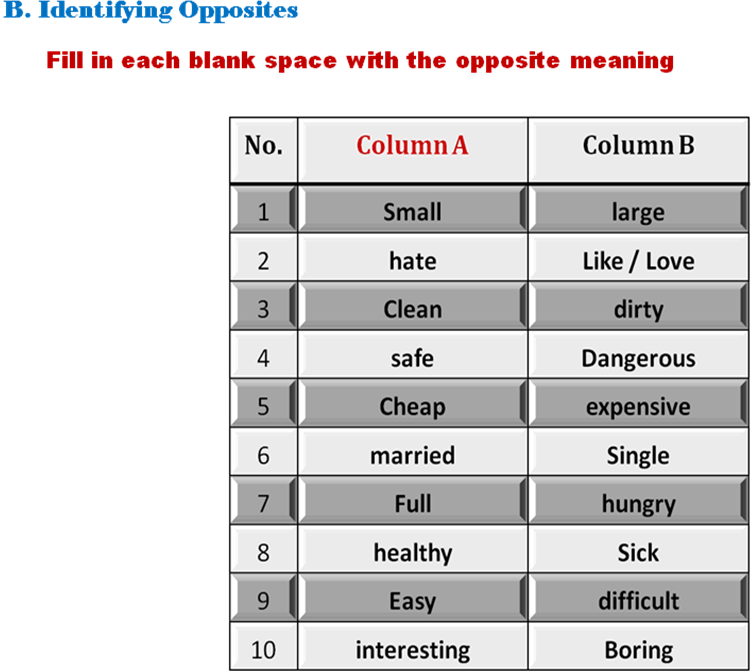 B. Identifying Opposites
Fill in each blank space with the opposite meaning
No. Column A Column B
1 Small large
2 hate Like / Love
3 Clean dirty
4 safe Dangerous
5 Cheap expensive
6 married Single
7 Full hungry
8 healthy Sick
9 Easy difficult
10 interesting Boring